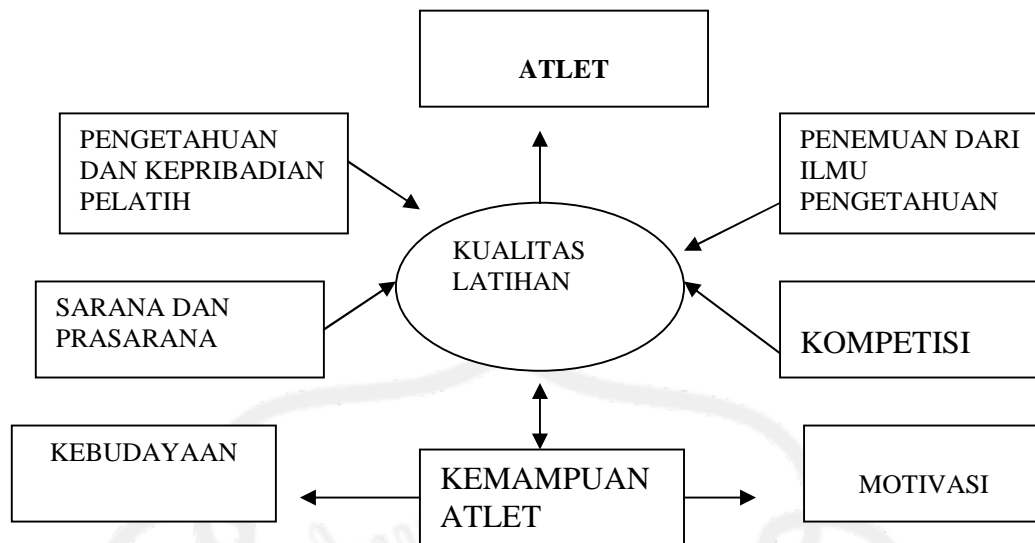 ATLET
PENGETAHUAN
DAN KEPRIBADIAN
PELATIH
PENEMUAN DARI
ILMU
PENGETAHUAN
KUALITAS
LATIHAN
SARANA DAN
PRASARANA
KOMPETISI
KEBUDAYAAN
KEMAMPUAN
ATLET
MOTIVASI